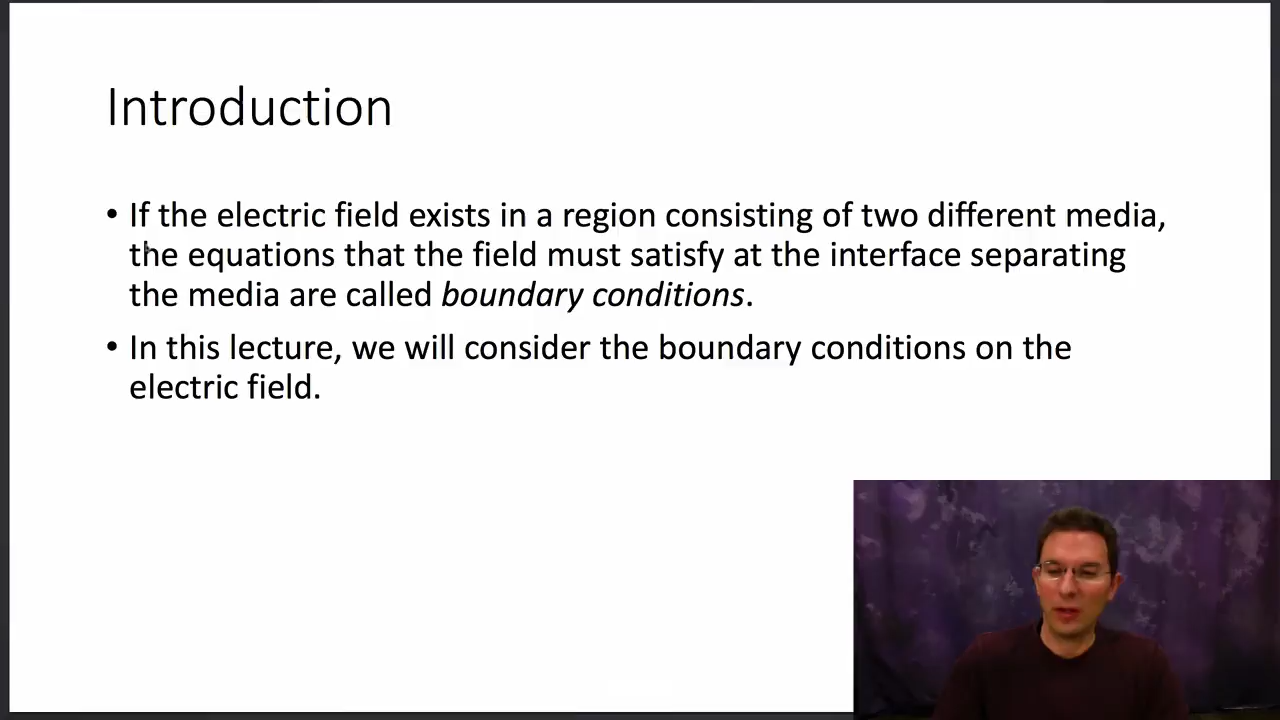 Introduction
• If the electric field exists in a region consisting of two different media,
the equations that the field must satisfy at the interface separating
the media are called boundary conditions.
• In this lecture, we will consider the boundary conditions on the
electric field.